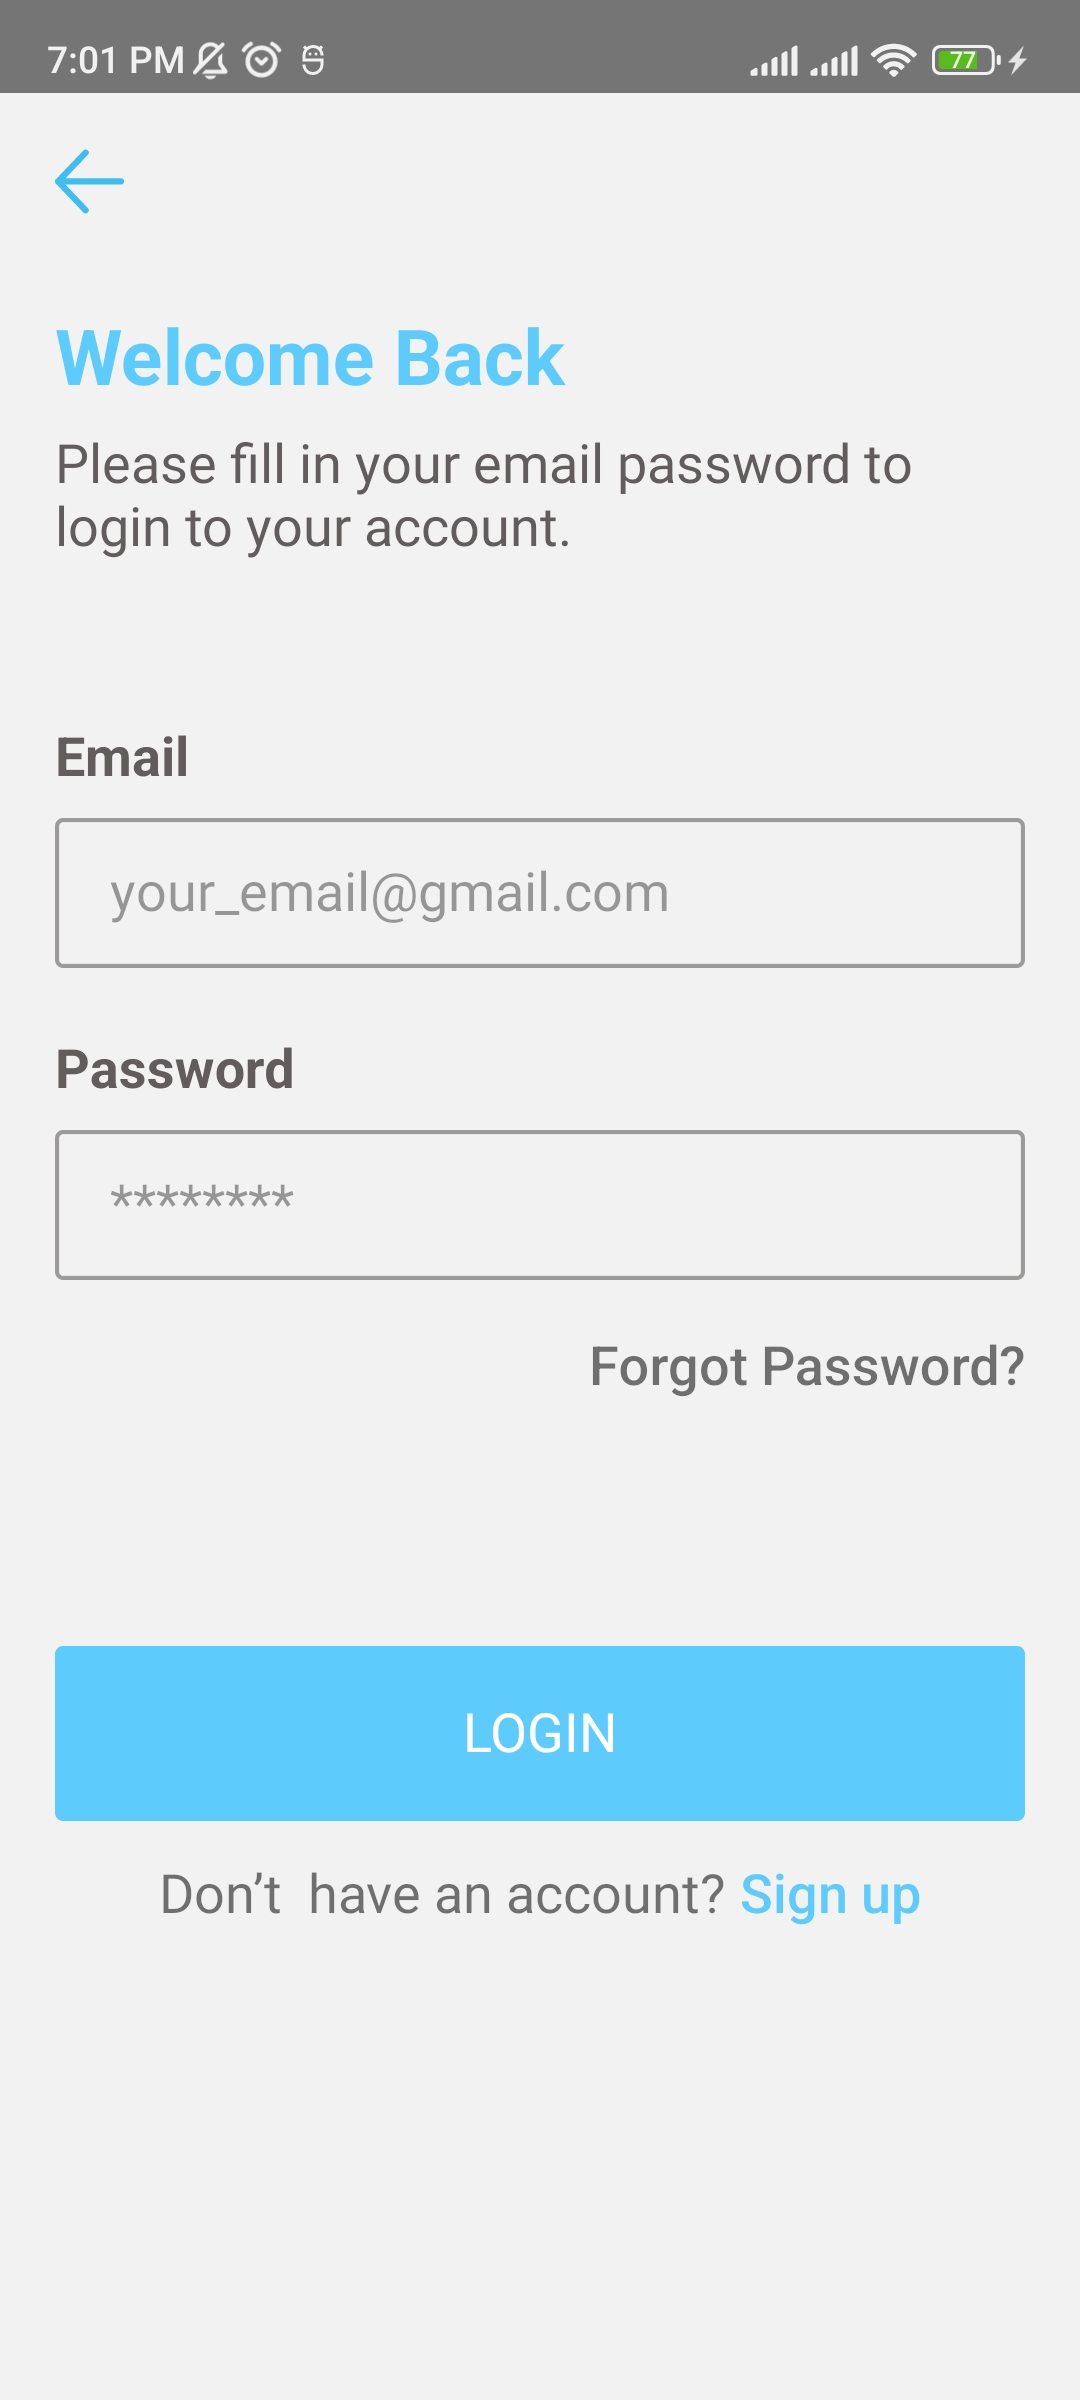 7:01 PM
77
Welcome Back
Please fill in your email password to
login to your account.
Email
your_email@gmail.com
Password
********
Forgot Password?
LOGIN
Don’t  have an account? Sign up